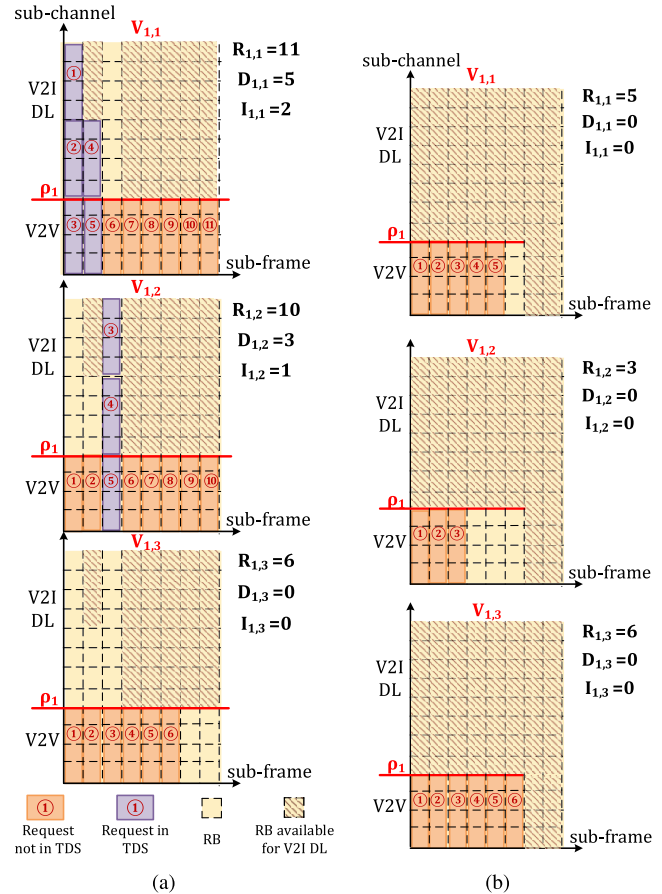 sub-channel
V1,1
V2I
DL
ρ1
V2V
① 
② ④
③ ⑤ ⑥ ⑦ ⑧ ⑨ ⑩ ⑪
sub-frame
R1,1=11
D1,1=5
I1,1=2
V1,2
V2I
DL
ρ1
V2V
③
④
① ② ⑤ ⑥ ⑦ ⑧ ⑨ ⑩
sub-frame
R1,2=10
D1,2=3
I1,2=1
V1,3
V2I
DL
ρ1
V2V
① ② ③ ④ ⑤ ⑥
sub-frame
R1,3=6
D1,3=0
I1,3=0
①
Request
not in TDS
①
Request in
TDS
RB
RB available
for V2I DL
(a)
sub-channel
V1,1
V2I
DL
ρ1
V2V
① ② ③ ④ ⑤
sub-frame
R1,1=5
D1,1=0
I1,1=0
V1,2
V2I
DL
ρ1
V2V
① ② ③
sub-frame
R1,2=3
D1,2=0
I1,2=0
V1,3
V2I
DL
ρ1
V2V
① ② ③ ④ ⑤ ⑥
sub-frame
R1,3=6
D1,3=0
I1,3=0
(b)